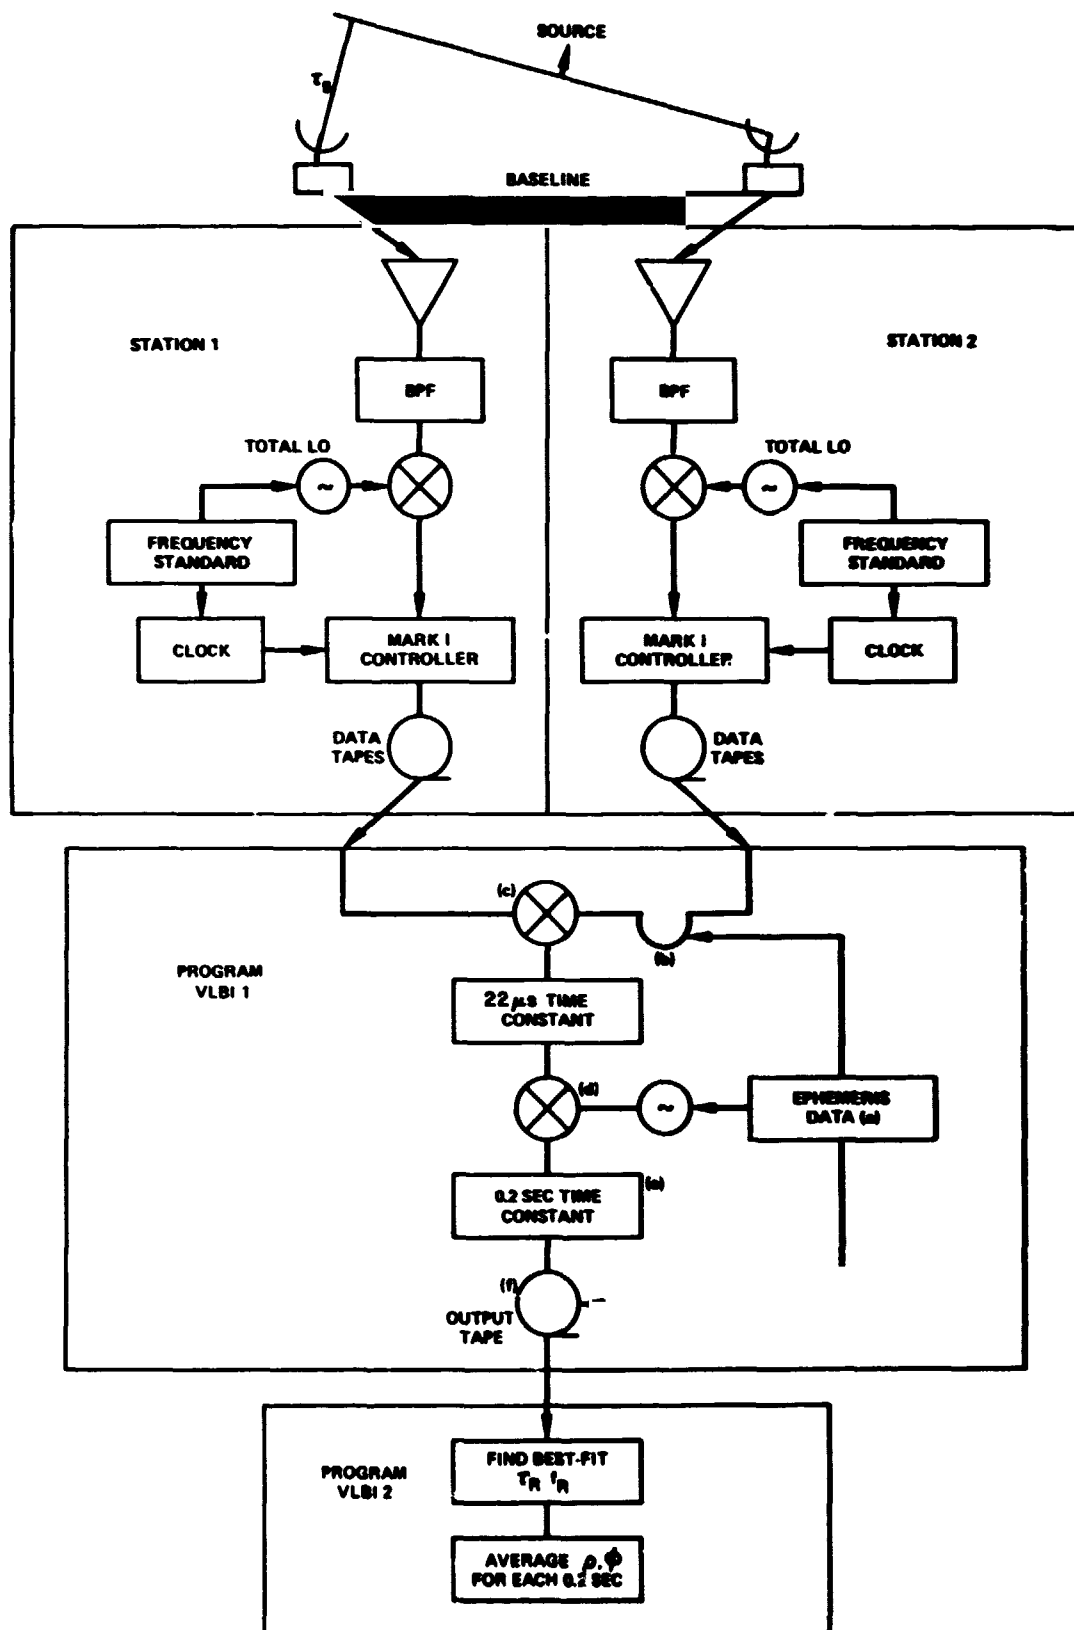 SOURCE
τs
BASELINE
STATION 1
STATION 2
BPF
BPF
TOTAL LO
TOTAL LO
~
~
FREQUENCY
STANDARD
FREQUENCY
STANDARD
CLOCK
MARK I
CONTROLLER
MARK I
CONTROLLER
CLOCK
DATA
TAPES
DATA
TAPES
(c)
(b)
PROGRAM
VLBI 1
22 μs TIME
CONSTANT
(d)
~
EPHEMERIS
DATA (a)
0.2 SEC TIME
CONSTANT
(e)
(f)
OUTPUT
TAPE
PROGRAM
VLBI 2
FIND BEST-FIT
τR fR
AVERAGE ρ, ϕ
FOR EACH 0.2 SEC